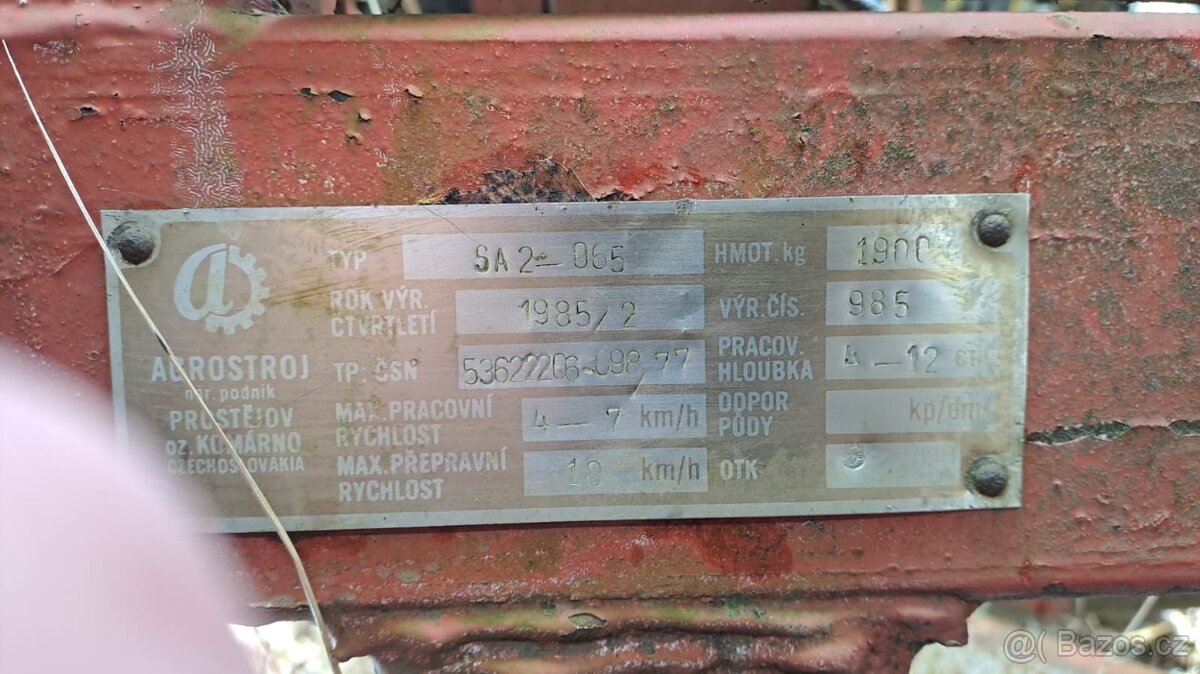 AGROSTROJ
nár. podnik
PROSTĚJOV
oz KOMÁRNO
CZECHOSLOVAKIA
TYP SA2-065
ROK VÝR. 1985/2
ČTVRTLETÍ
TP. ČSN
MAX. PRACOVNÍ 4-7 km/h
RYCHLOST
MAX. PŘEPRAVNÍ 10 km/h
RYCHLOST
HMOT. kg 1900
VÝR. ČÍS. 985
PRACOV. 4-12
HLOUBKA
ODPOR kp/dm
PŮDY
OTK
Bazos.cz